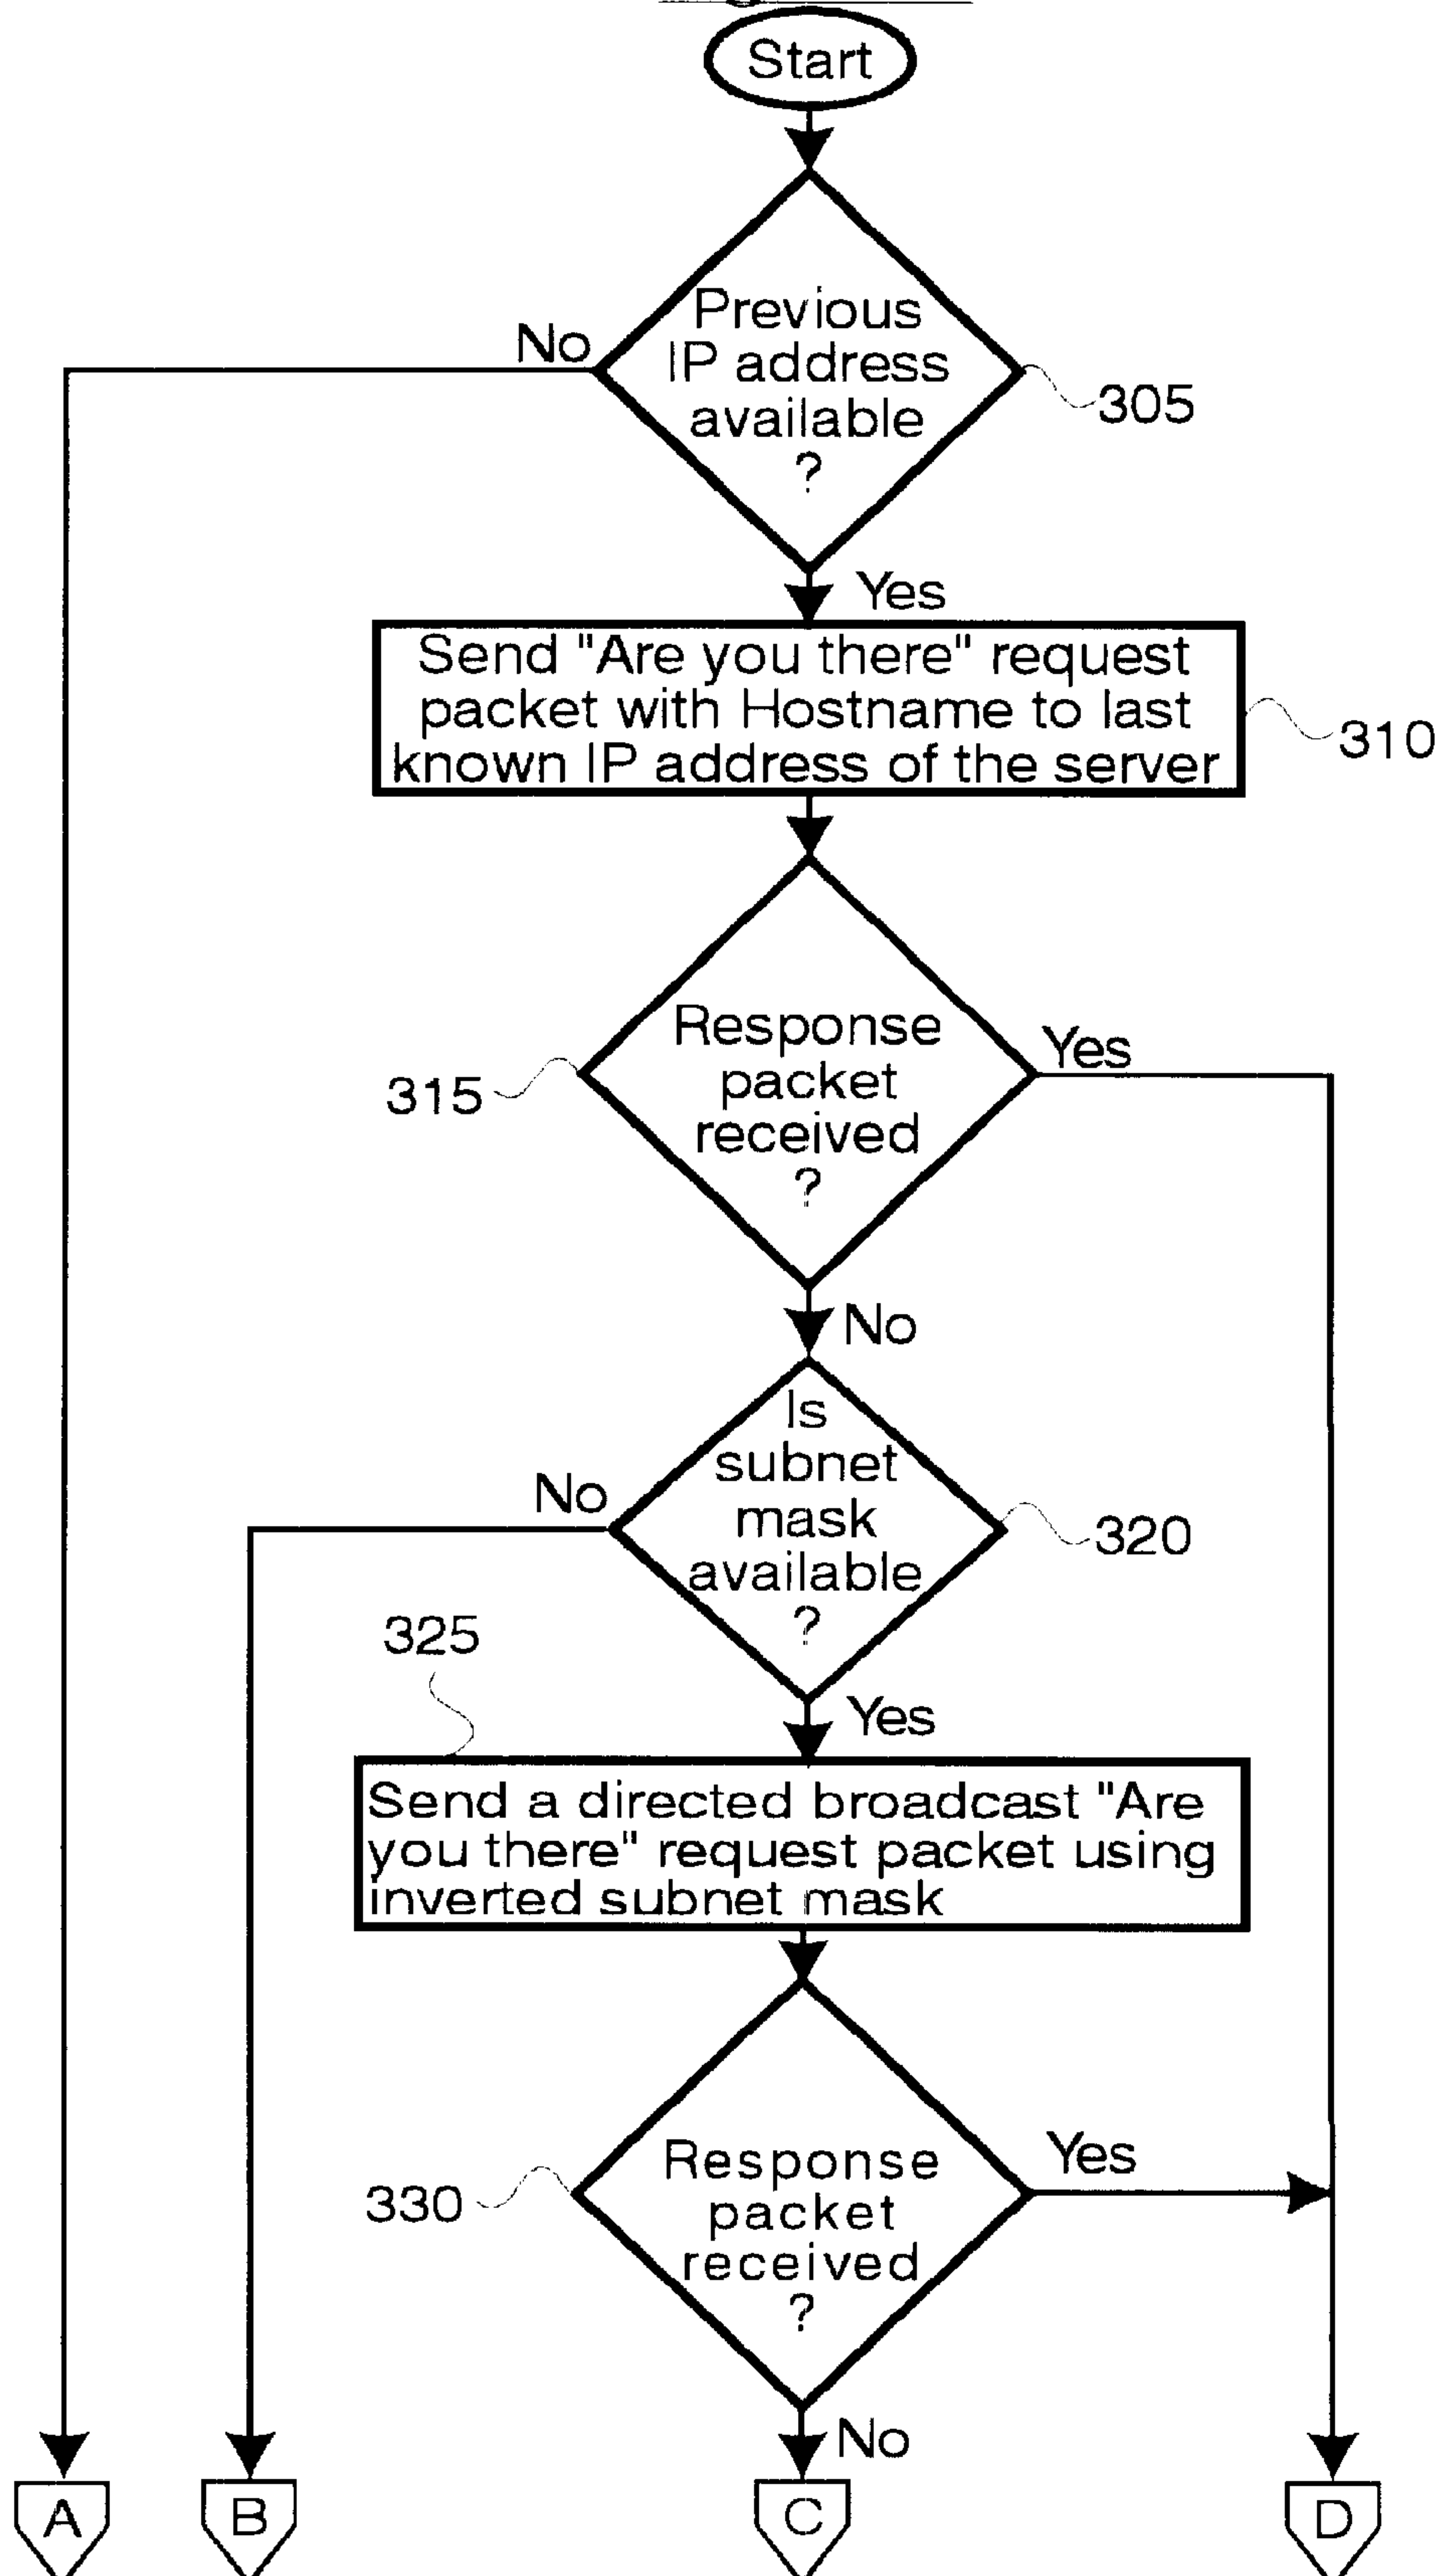 Start
Previous
IP address
available
?
No
305
Yes
Send "Are you there" request
packet with Hostname to last
known IP address of the server
310
Response
packet
received
?
315
Yes
No
Is
subnet
mask
available
?
No
320
325
Yes
Send a directed broadcast "Are
you there" request packet using
inverted subnet mask
Response
packet
received
?
330
Yes
No
A
B
C
D